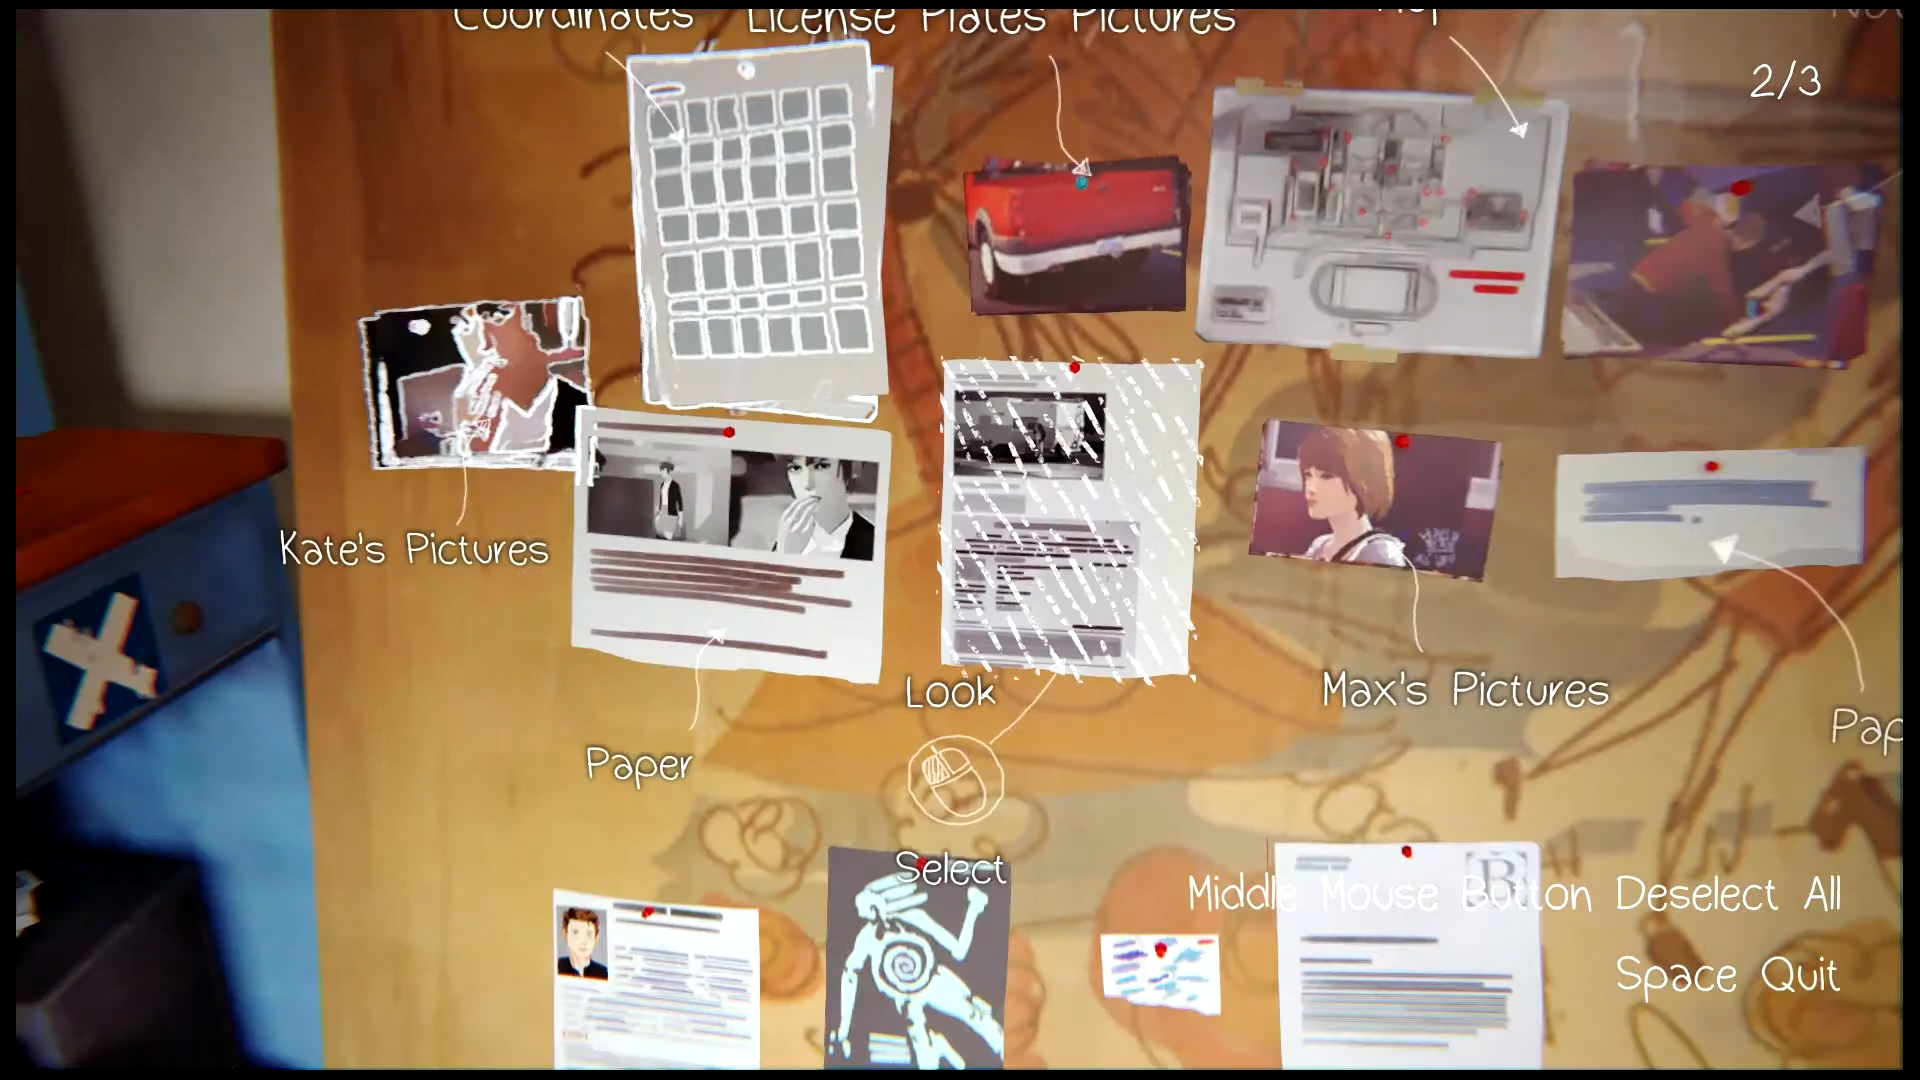 Coordinates
License Plates Pictures
2/3
Kate's Pictures
Look
Max's Pictures
Paper
Select
B
Middle Mouse Button Deselect All
Space Quit